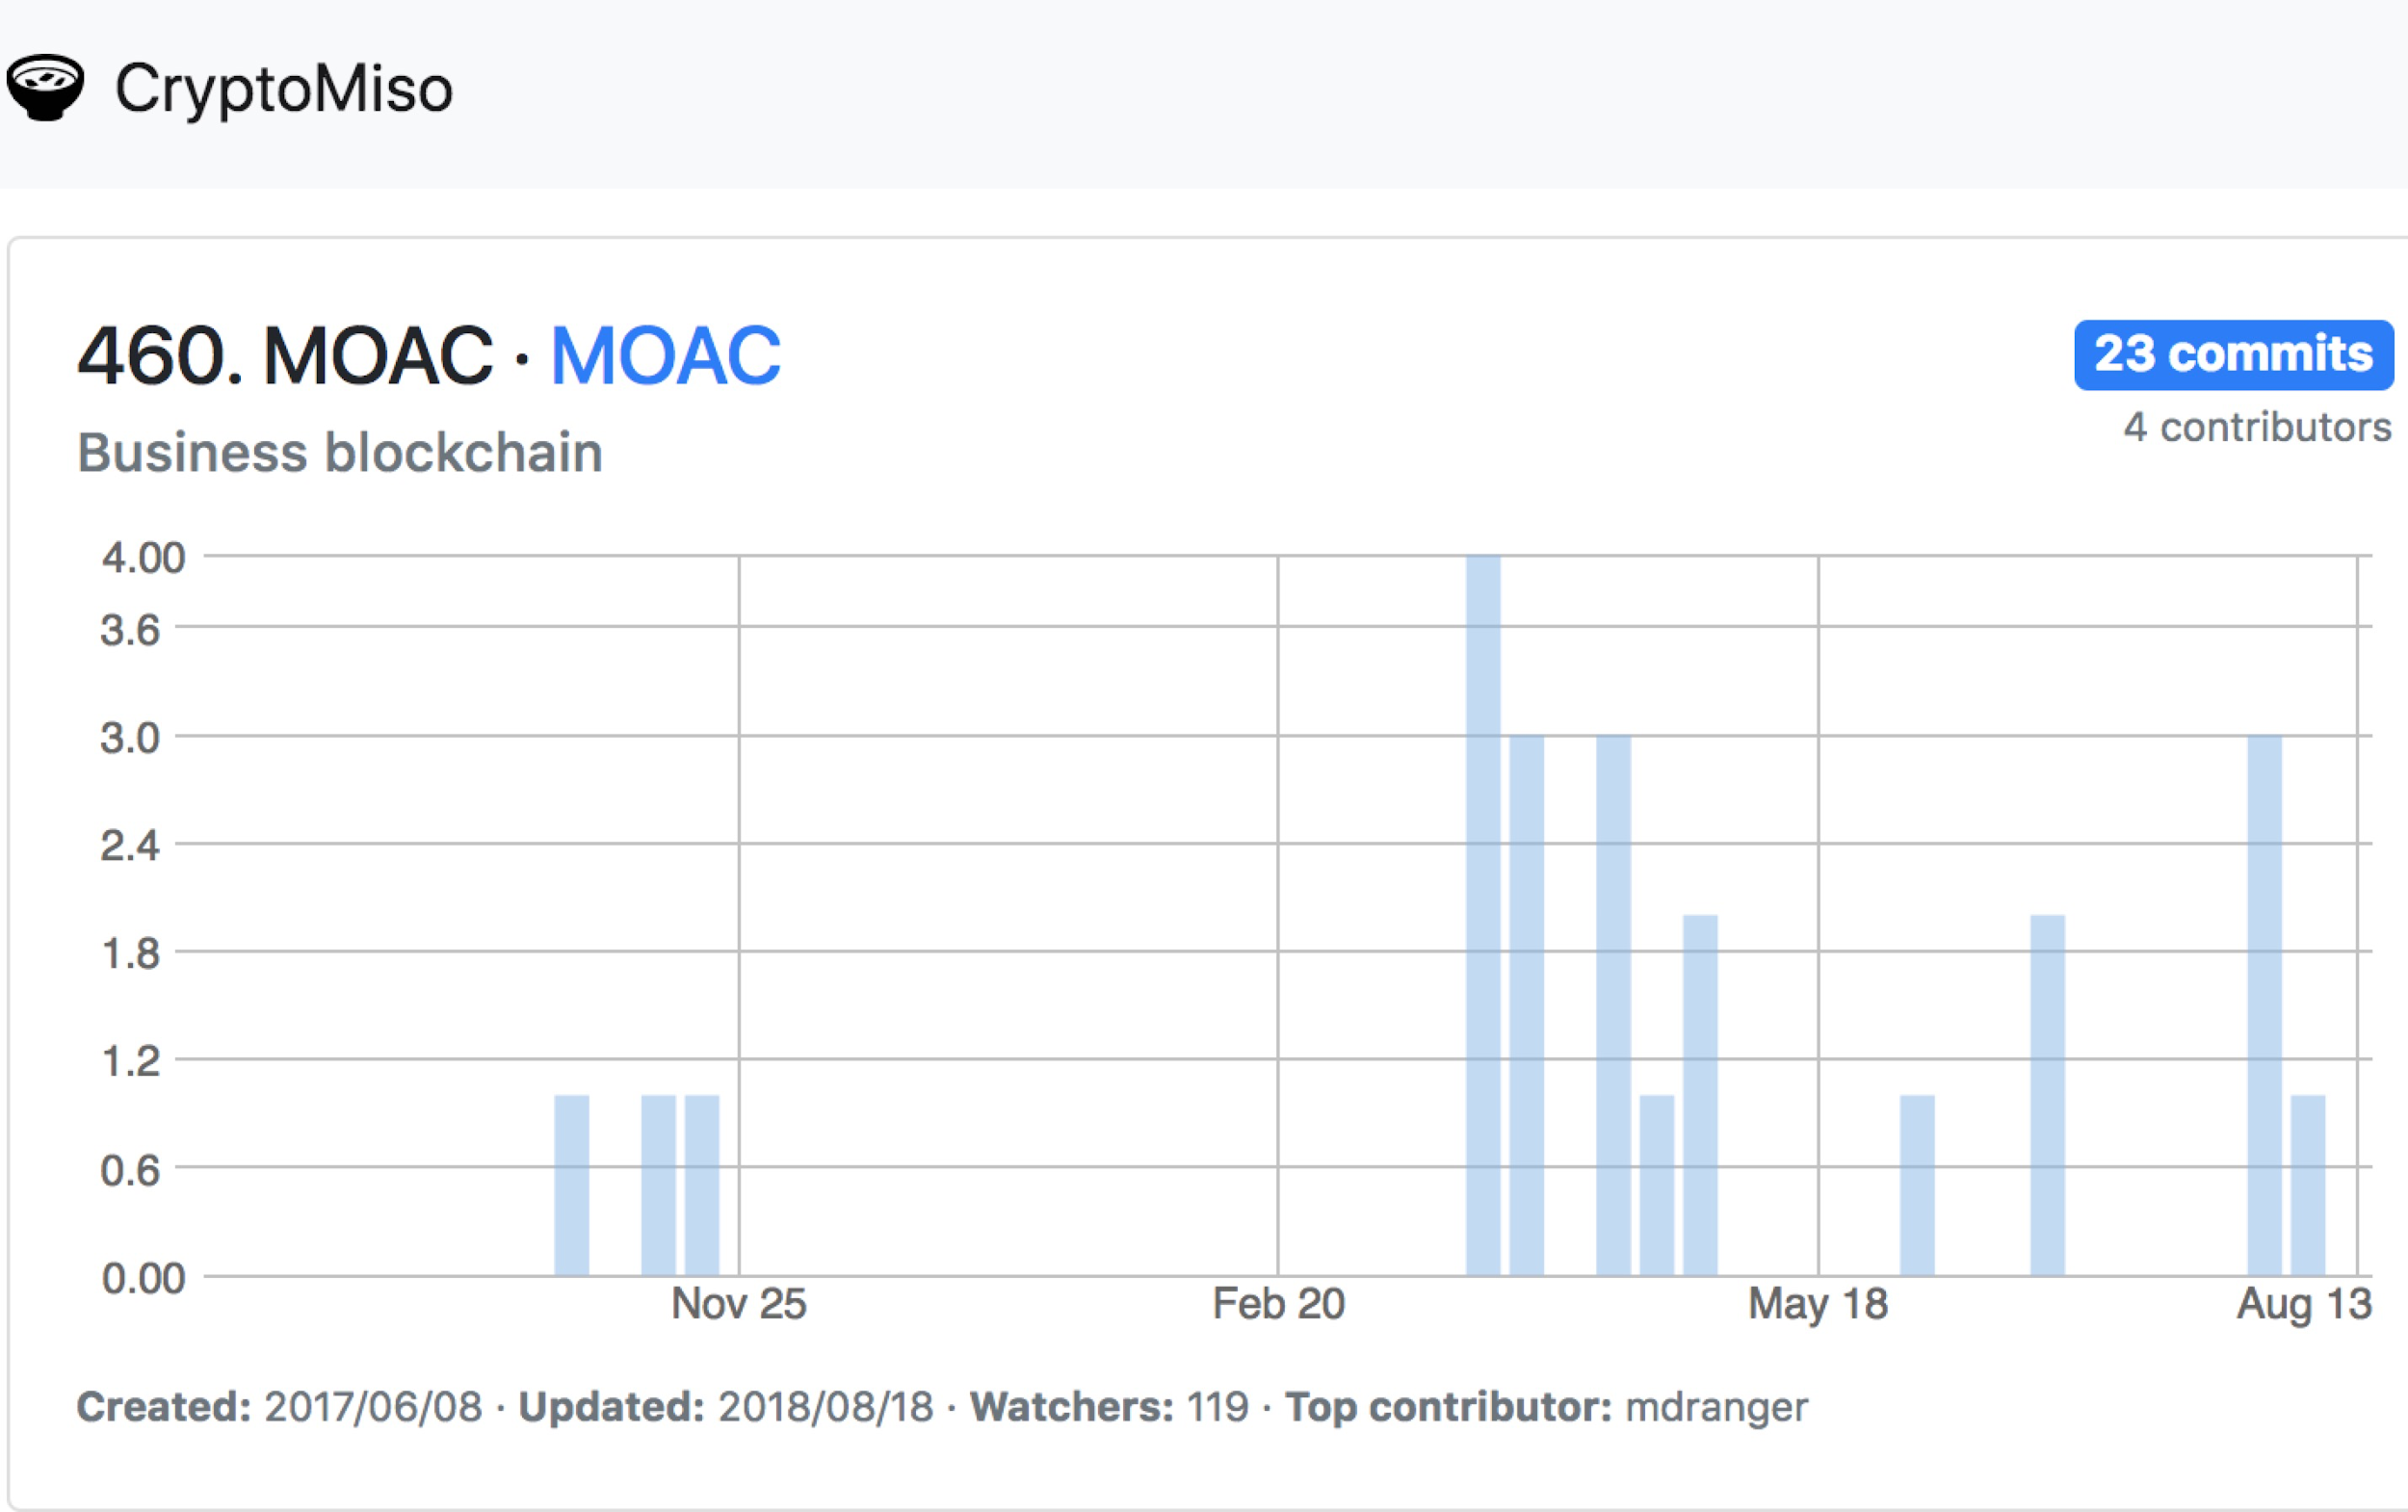 CryptoMiso
460. MOAC · MOAC
23 commits
4 contributors
Business blockchain
4.00
3.6
3.0
2.4
1.8
1.2
0.6
0.00
Nov 25
Feb 20
May 18
Aug 13
Created: 2017/06/08 · Updated: 2018/08/18 · Watchers: 119 · Top contributor: mdranger